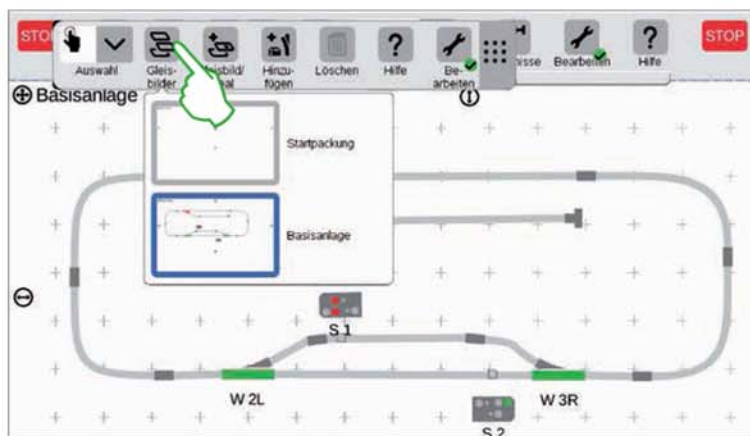 STOP
STOP
Auswahl
Gleis-
bilder
Hinzu-
fügen
Löschen
Hilfe
Be-
arbeiten
Bearbeiten
Hilfe
Basisanlage
Startpackung
Basisanlage
S 1
W 2L
W 3R
S 2